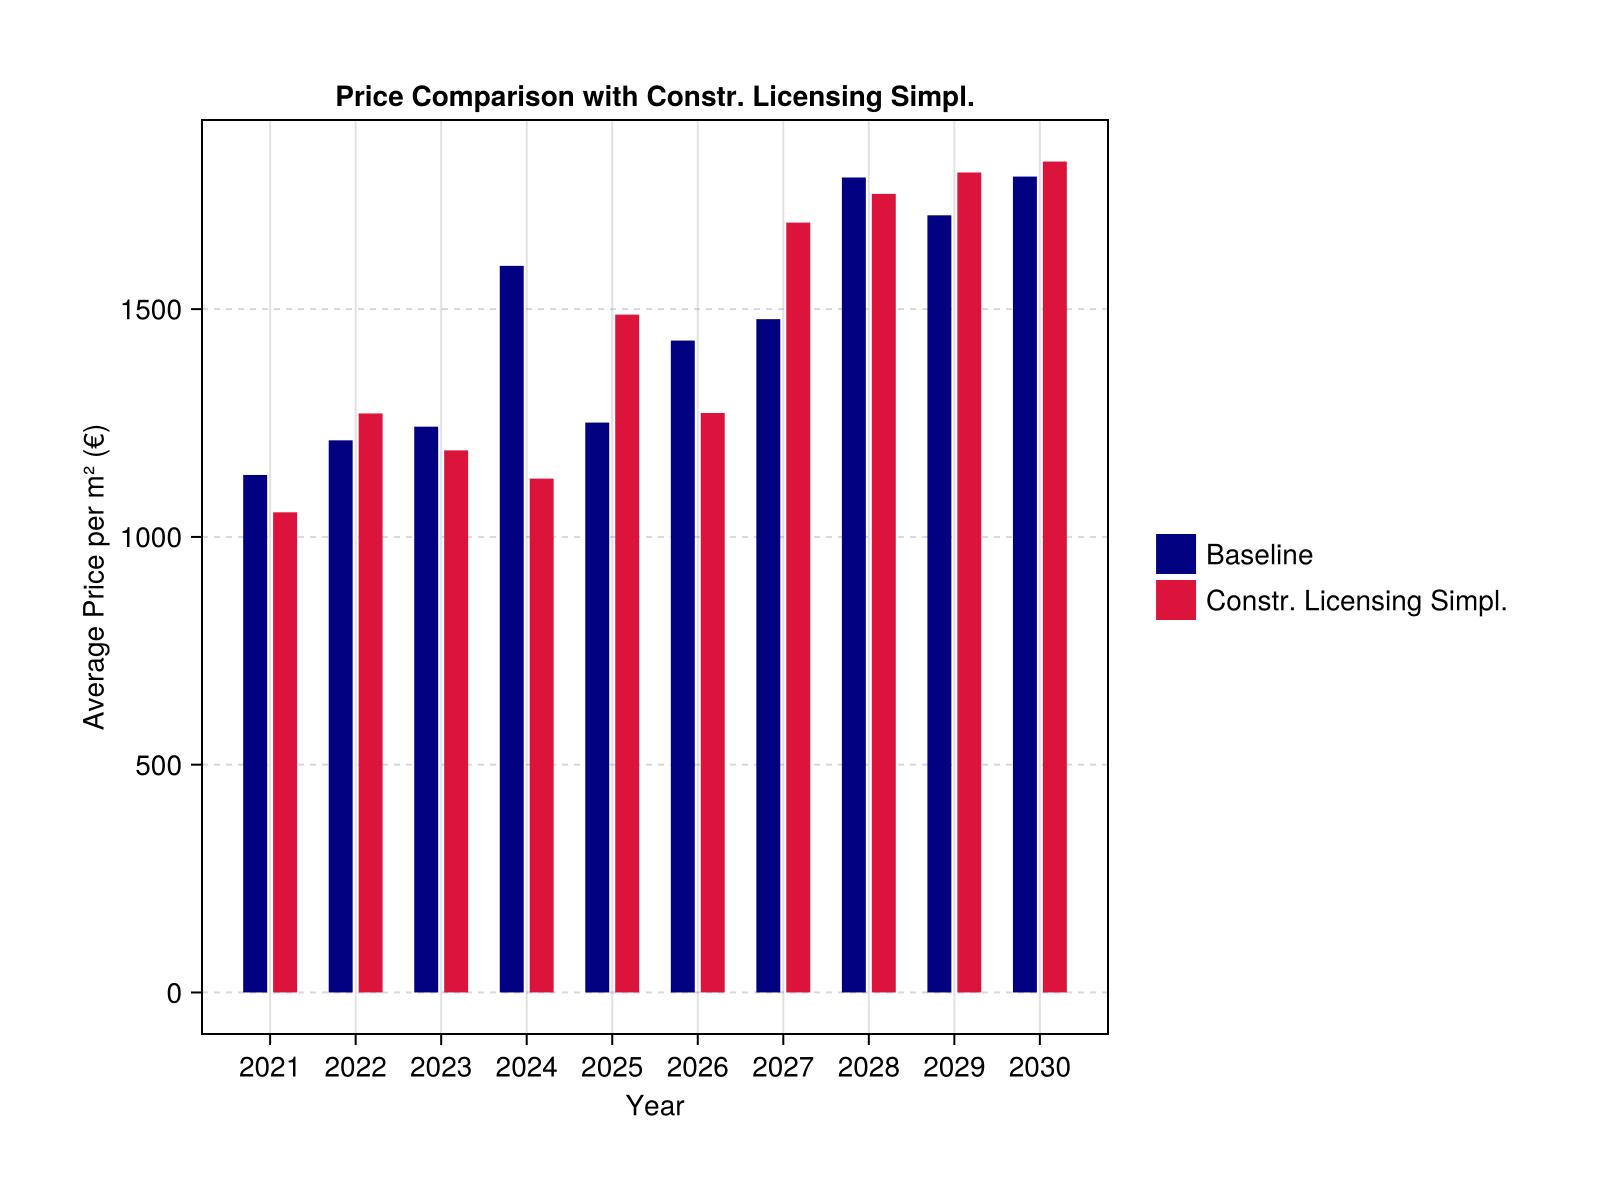 Price Comparison with Constr. Licensing Simpl.
Average Price per m² (€)
1500
1000
500
0
2021 2022 2023 2024 2025 2026 2027 2028 2029 2030
Year
Baseline
Constr. Licensing Simpl.